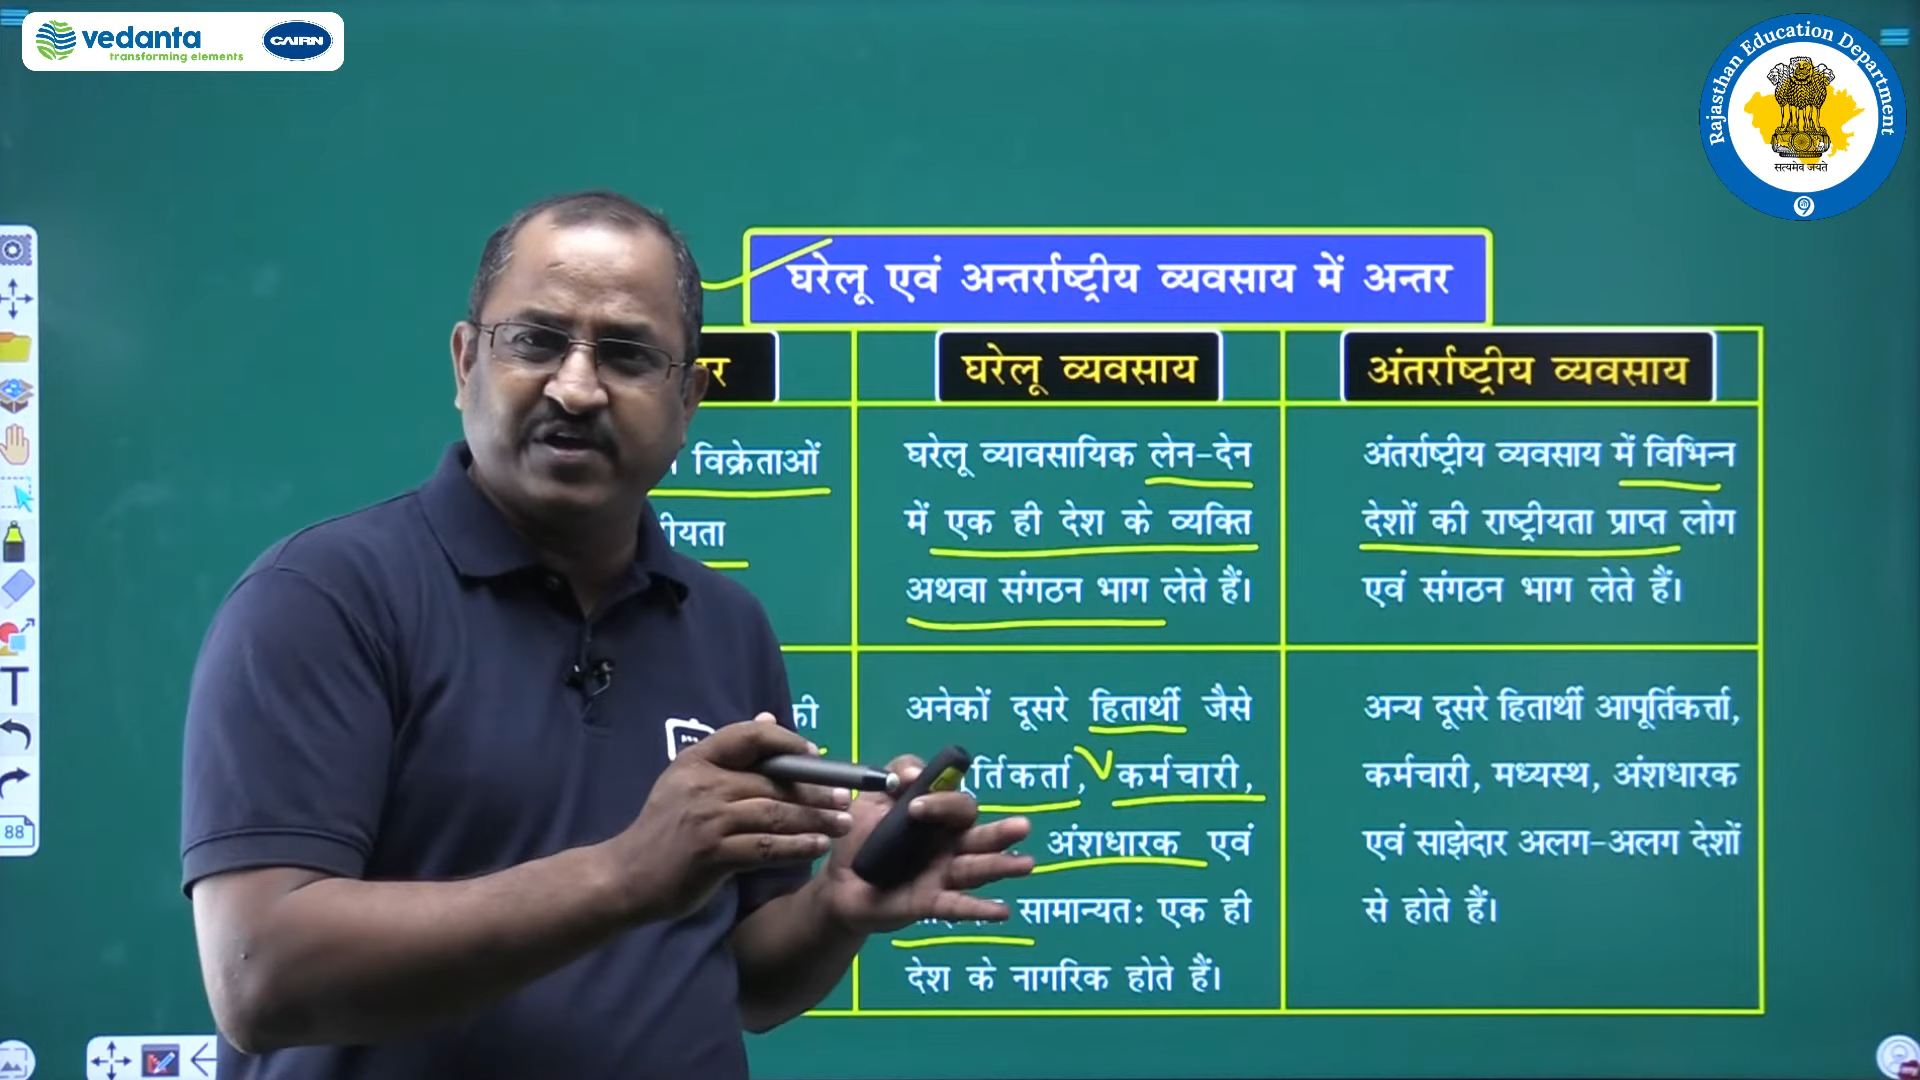 vedanta
transforming elements
CAIRN
Rajasthan Education Department
सत्यमेव जयते
घरेलू एवं अन्तर्राष्ट्रीय व्यवसाय में अन्तर
घरेलू व्यवसाय
अंतर्राष्ट्रीय व्यवसाय
विक्रेताओं
घरेलू व्यावसायिक लेन-देन
में एक ही देश के व्यक्ति
अथवा संगठन भाग लेते हैं।
अंतर्राष्ट्रीय व्यवसाय में विभिन्न
देशों की राष्ट्रीयता प्राप्त लोग
एवं संगठन भाग लेते हैं।
की
अनेकों दूसरे हितार्थी जैसे
कर्मचारी,
अंशधारक एवं
सामान्यत: एक ही
देश के नागरिक होते हैं।
अन्य दूसरे हितार्थी आपूर्तिकर्त्ता,
कर्मचारी, मध्यस्थ, अंशधारक
एवं साझेदार अलग-अलग देशों
से होते हैं।
T
88